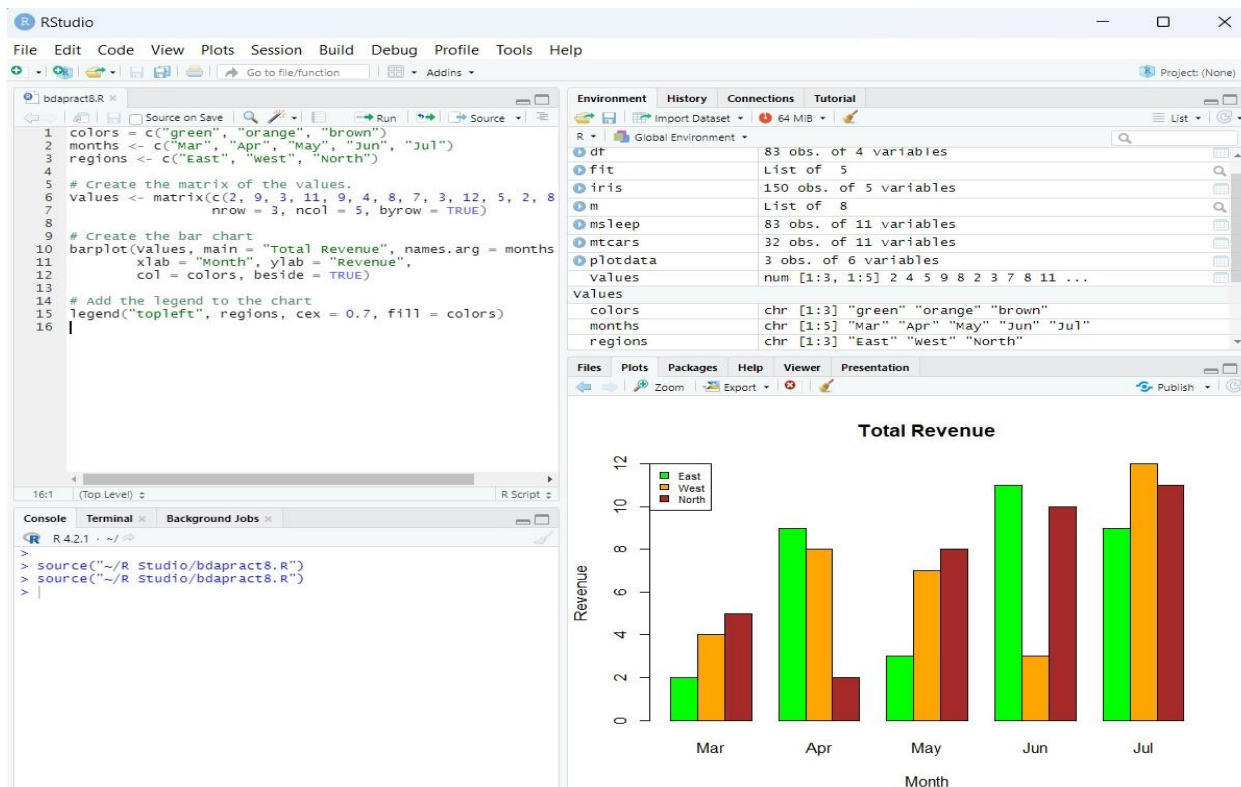 RStudio
File Edit Code View Plots Session Build Debug Profile Tools Help
Go to file/function
Addins
Project: (None)
bdapract8.R
Source on Save
Run
Source
1 colors = c("green", "orange", "brown")
2 months <- c("Mar", "Apr", "May", "Jun", "Jul")
3 regions <- c("East", "West", "North")
4
5 # Create the matrix of the values.
6 Values <- matrix(c(2, 9, 3, 11, 9, 4, 8, 7, 3, 12, 5, 2, 8
7 nrow = 3, ncol = 5, byrow = TRUE)
8
9 # Create the bar chart
10 barplot(Values, main = "Total Revenue", names.arg = months
11 xlab = "Month", ylab = "Revenue",
12 col = colors, beside = TRUE)
13
14 # Add the legend to the chart
15 legend("topleft", regions, cex = 0.7, fill = colors)
16
16:1 (Top Level) R Script
Console Terminal Background Jobs
R 4.2.1 · ~/
>
> source("~/R Studio/bdapract8.R")
> source("~/R Studio/bdapract8.R")
>
Environment History Connections Tutorial
Import Dataset 64 MiB List
R Global Environment
df 83 obs. of 4 variables
fit List of 5
iris 150 obs. of 5 variables
m List of 8
msleep 83 obs. of 11 variables
mtcars 32 obs. of 11 variables
plotdata 3 obs. of 6 variables
Values num [1:3, 1:5] 2 4 5 9 8 2 3 7 8 11 ...
Values
colors chr [1:3] "green" "orange" "brown"
months chr [1:5] "Mar" "Apr" "May" "Jun" "Jul"
regions chr [1:3] "East" "West" "North"
Files Plots Packages Help Viewer Presentation
Zoom Export Publish
Total Revenue
East
West
North
12
10
8
6
4
2
0
Revenue
Mar Apr May Jun Jul
Month